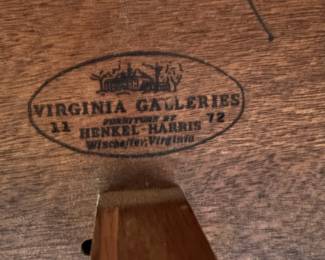 VIRGINIA GALLERIES
11 FURNITURE BY 72
HENKEL-HARRIS
Winchester, Virginia